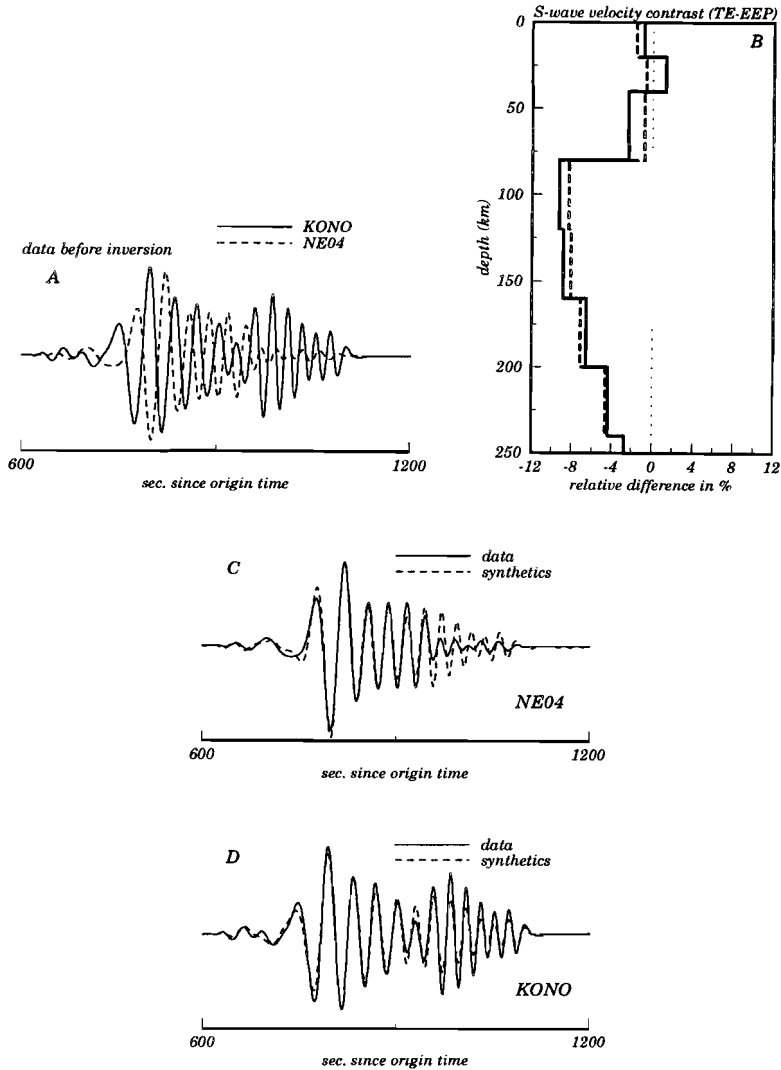 S-wave velocity contrast (TE-EEP)
0
B
50
100
150
200
250
depth (km)
-12 -8 -4 0 4 8 12
relative difference in %
KONO
NE04
data before inversion
A
600 1200
sec. since origin time
C
data
synthetics
NE04
600 1200
sec. since origin time
D
data
synthetics
KONO
600 1200
sec. since origin time